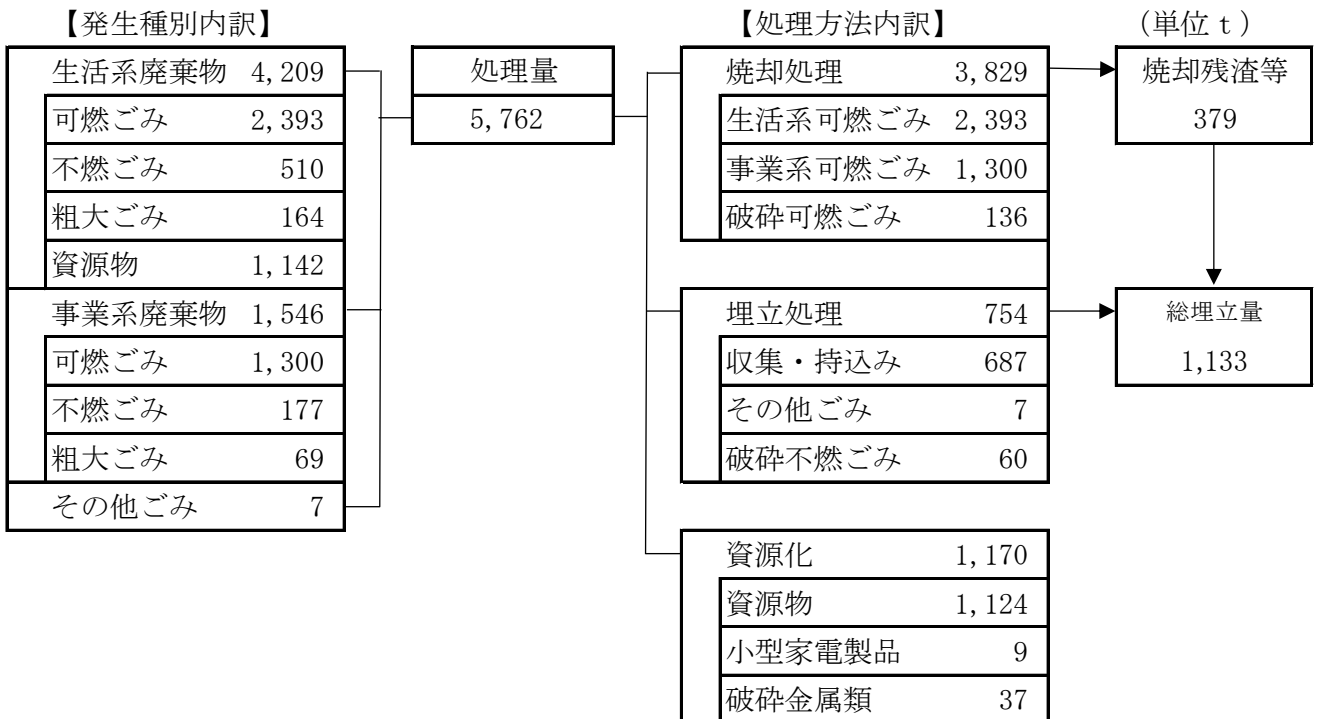 【発生種別内訳】
【処理方法内訳】
(単位 t)
生活系廃棄物 4,209
可燃ごみ 2,393
不燃ごみ 510
粗大ごみ 164
資源物 1,142
事業系廃棄物 1,546
可燃ごみ 1,300
不燃ごみ 177
粗大ごみ 69
その他ごみ 7
処理量
5,762
焼却処理 3,829
生活系可燃ごみ 2,393
事業系可燃ごみ 1,300
破砕可燃ごみ 136
埋立処理 754
収集・持込み 687
その他ごみ 7
破砕不燃ごみ 60
資源化 1,170
資源物 1,124
小型家電製品 9
破砕金属類 37
焼却残渣等
379
総埋立量
1,133